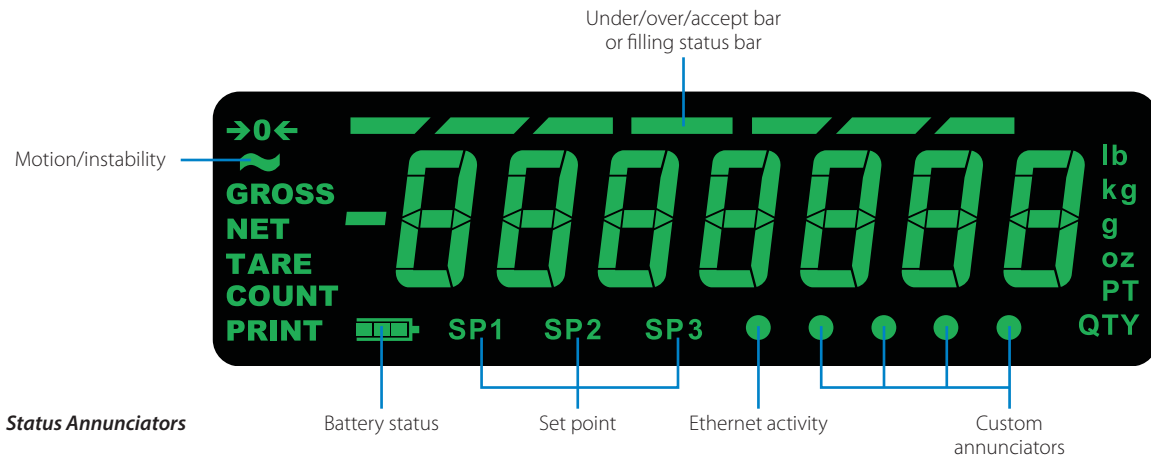 Under/over/accept bar
or filling status bar
Motion/instability
→0←
GROSS
NET
TARE
COUNT
PRINT
-8888888
lb
kg
g
oz
PT
QTY
SP1 SP2 SP3
Status Annunciators
Battery status
Set point
Ethernet activity
Custom
annunciators